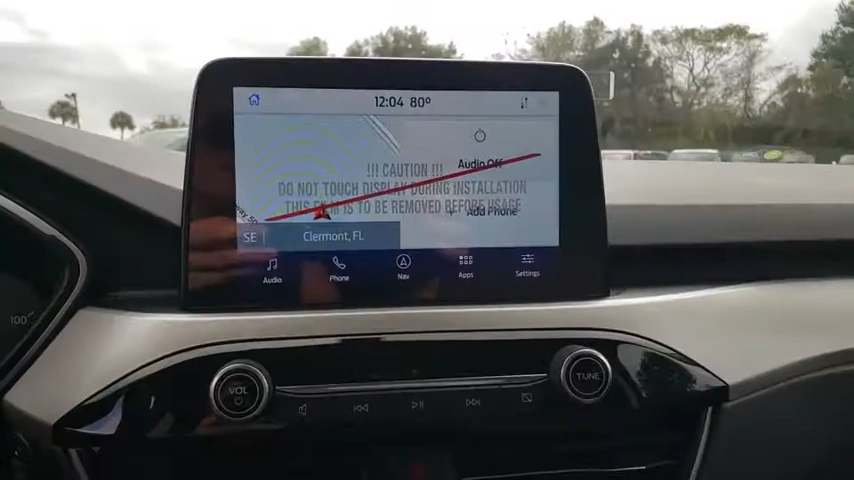 12:04 80°
!!! CAUTION !!!
Audio Off
DO NOT TOUCH DISPLAY DURING INSTALLATION
THIS FILM IS TO BE REMOVED BEFORE USAGE
+ Add Phone
SE
Clermont, FL
Audio
Phone
Nav
Apps
Settings
100
VOL
TUNE